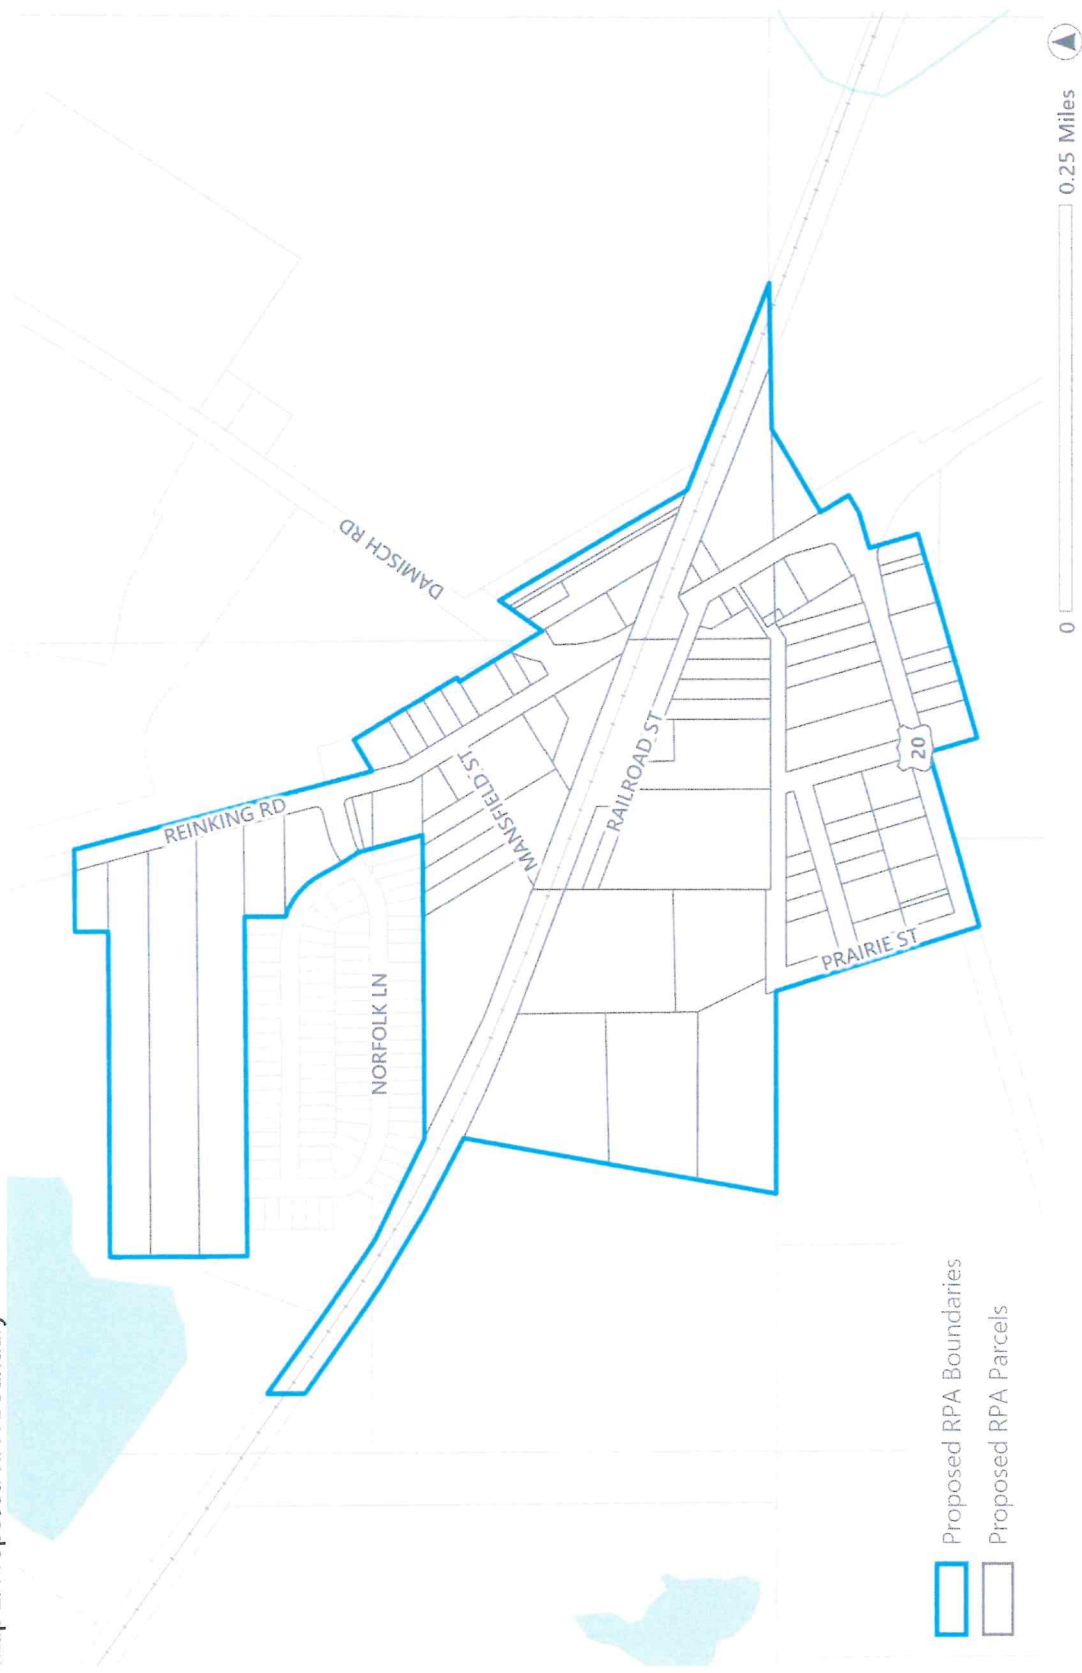 DAMISCH RD
REINKING RD
MANSFIELD ST
RAILROAD ST
NORFOLK LN
20
PRAIRIE ST
Proposed RPA Boundaries
Proposed RPA Parcels
0
0.25 Miles